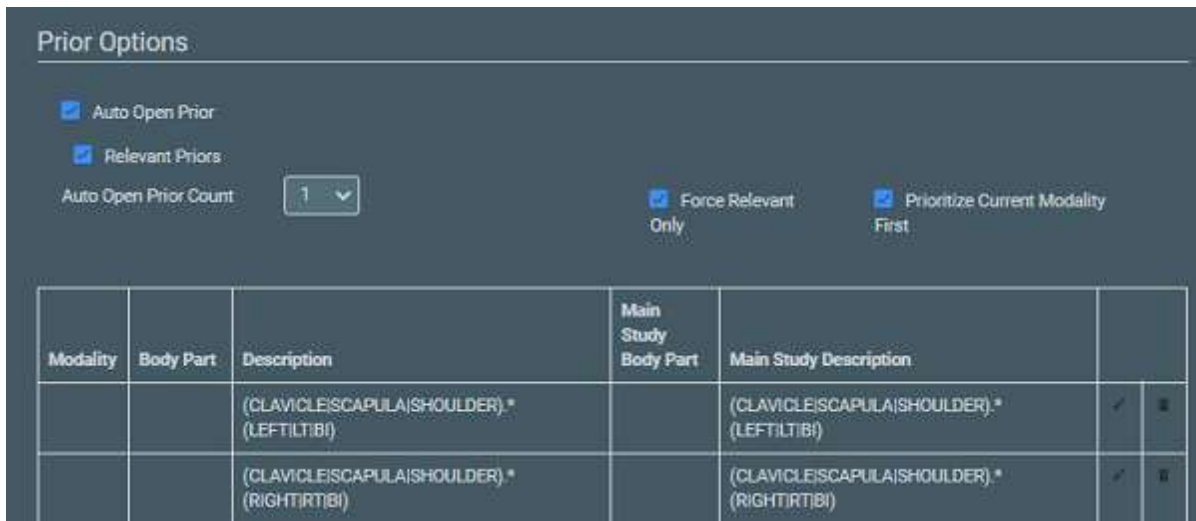 Prior Options
Auto Open Prior
Relevant Priors
Auto Open Prior Count
1
Force Relevant
Only
Prioritize Current Modality
First
Modality
Body Part
Description
Main
Study
Body Part
Main Study Description
(CLAVICLE|SCAPULA|SHOULDER).*
(LEFT|LT|BI)
(CLAVICLE|SCAPULA|SHOULDER).*
(LEFT|LT|BI)
(CLAVICLE|SCAPULA|SHOULDER).*
(RIGHT|RT|BI)
(CLAVICLE|SCAPULA|SHOULDER).*
(RIGHT|RT|BI)